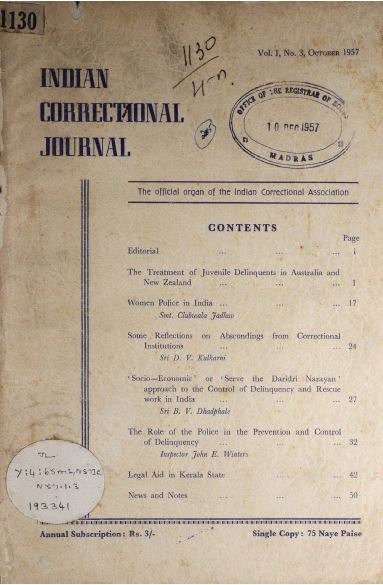 1130
1130
Vol. I, No. 3, OCTOBER 1957
INDIAN
CORRECTIONAL
JOURNAL
OFFICE OF THE REGISTRAR OF
10 DEC 1957
MADRAS
The official organ of the Indian Correctional Association
CONTENTS
Page
Editorial ... ... ... i
The Treatment of Juvenile Delinquents in Australia and
New Zealand ... ... ... 1
Women Police in India ... ... ... 17
Smt. Clubwala Jadhav
Some Reflections on Abscondings from Correctional
Institutions ... ... ... 24
Sri D. V. Kulkarni
'Socio—Economic' or 'Serve the Daridri Narayan'
approach to the Control of Delinquency and Rescue
work in India ... ... ... 27
Sri B. V. Dhadphale
The Role of the Police in the Prevention and Control
of Delinquency ... ... ... 32
Inspector John E. Winters
Legal Aid in Kerala State ... ... 42
News and Notes ... ... ... 50
193341
Annual Subscription: Rs. 3/- Single Copy: 75 Naye Paise